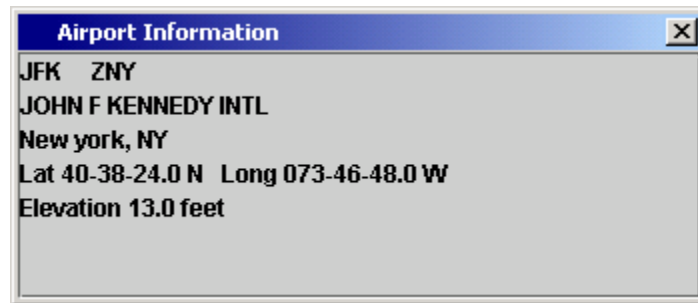 Airport Information
JFK ZNY
JOHN F KENNEDY INTL
New york, NY
Lat 40-38-24.0 N Long 073-46-48.0 W
Elevation 13.0 feet